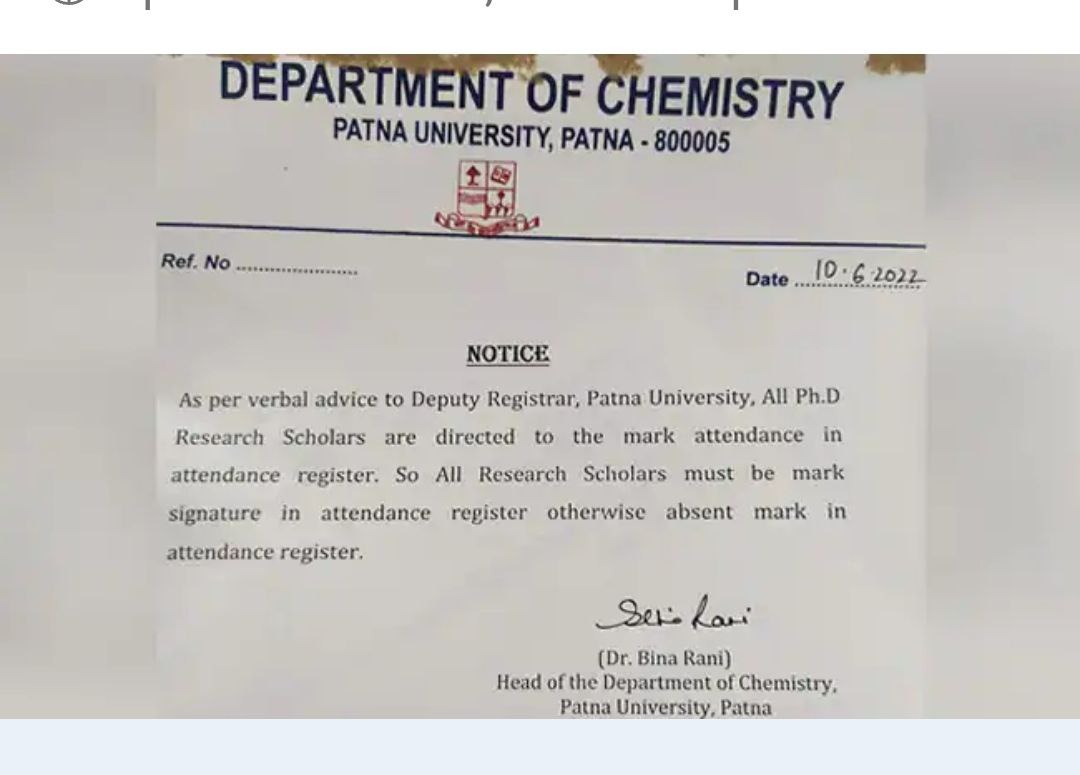 DEPARTMENT OF CHEMISTRY
PATNA UNIVERSITY, PATNA - 800005
Ref. No ......................
Date ... 10.6.2022
NOTICE
As per verbal advice to Deputy Registrar, Patna University, All Ph.D
Research Scholars are directed to the mark attendance in
attendance register. So All Research Scholars must be mark
signature in attendance register otherwise absent mark in
attendance register.
(Dr. Bina Rani)
Head of the Department of Chemistry,
Patna University, Patna